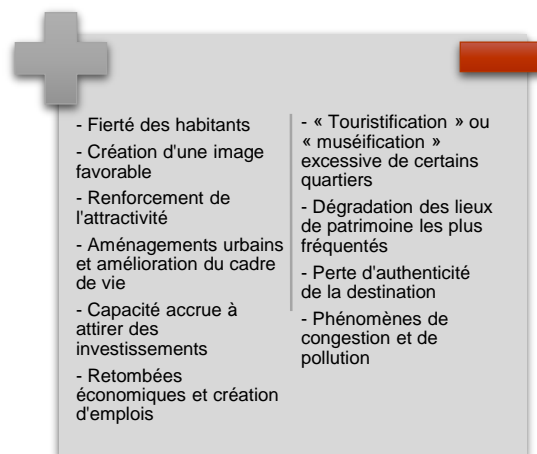 - Fierté des habitants
- Création d'une image
favorable
- Renforcement de
l'attractivité
- Aménagements urbains
et amélioration du cadre
de vie
- Capacité accrue à
attirer des
investissements
- Retombées
économiques et création
d'emplois
- « Touristification » ou
« muséification »
excessive de certains
quartiers
- Dégradation des lieux
de patrimoine les plus
fréquentés
- Perte d'authenticité
de la destination
- Phénomènes de
congestion et de
pollution